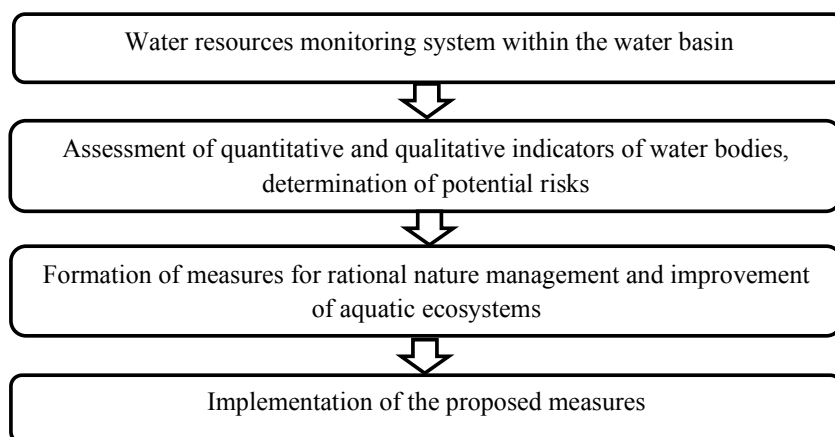 Water resources monitoring system within the water basin
Assessment of quantitative and qualitative indicators of water bodies,
determination of potential risks
Formation of measures for rational nature management and improvement
of aquatic ecosystems
Implementation of the proposed measures